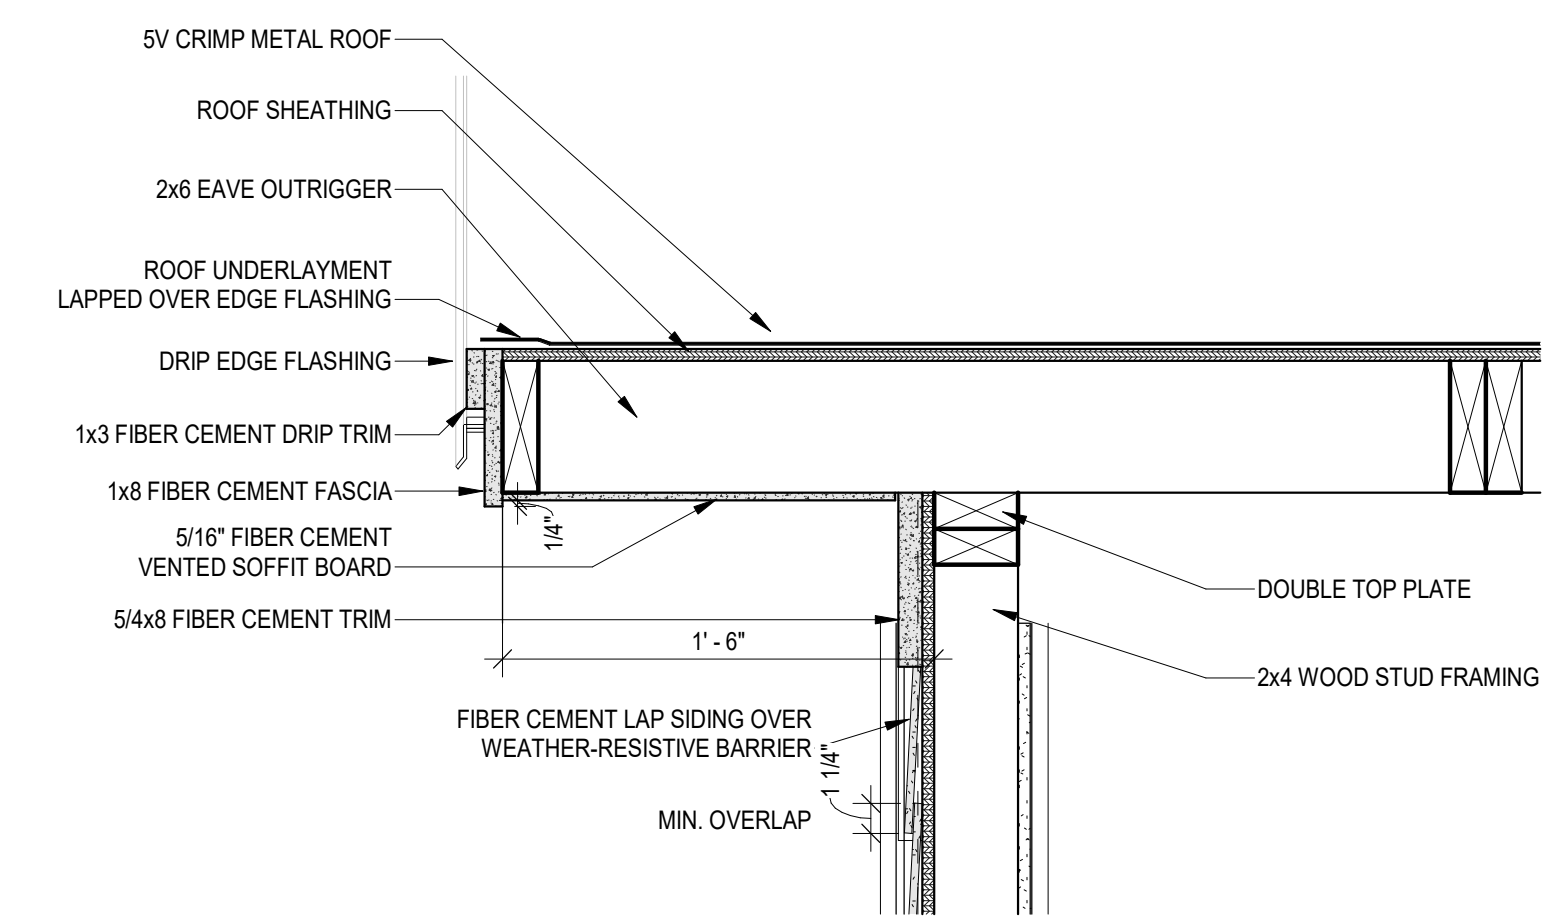 5V CRIMP METAL ROOF
ROOF SHEATHING
2x6 EAVE OUTRIGGER
ROOF UNDERLAYMENT
LAPPED OVER EDGE FLASHING
DRIP EDGE FLASHING
1x3 FIBER CEMENT DRIP TRIM
1x8 FIBER CEMENT FASCIA
5/16" FIBER CEMENT
VENTED SOFFIT BOARD
1/4"
5/4x8 FIBER CEMENT TRIM
1' - 6"
DOUBLE TOP PLATE
2x4 WOOD STUD FRAMING
FIBER CEMENT LAP SIDING OVER
WEATHER-RESISTIVE BARRIER
1 1/4"
MIN. OVERLAP